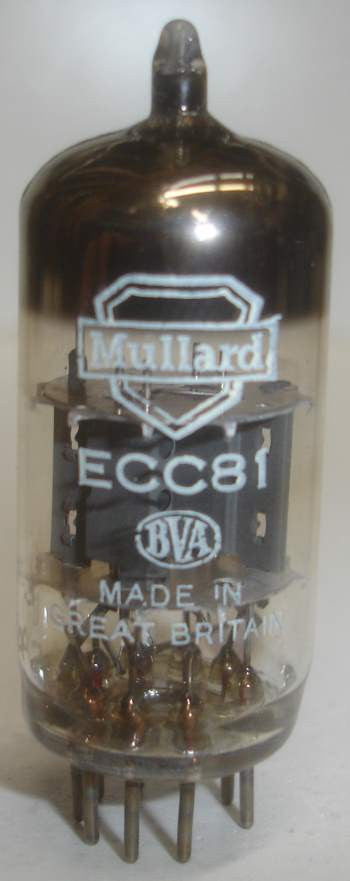 Mullard
ECC81
BVA
MADE IN
GREAT BRITAIN